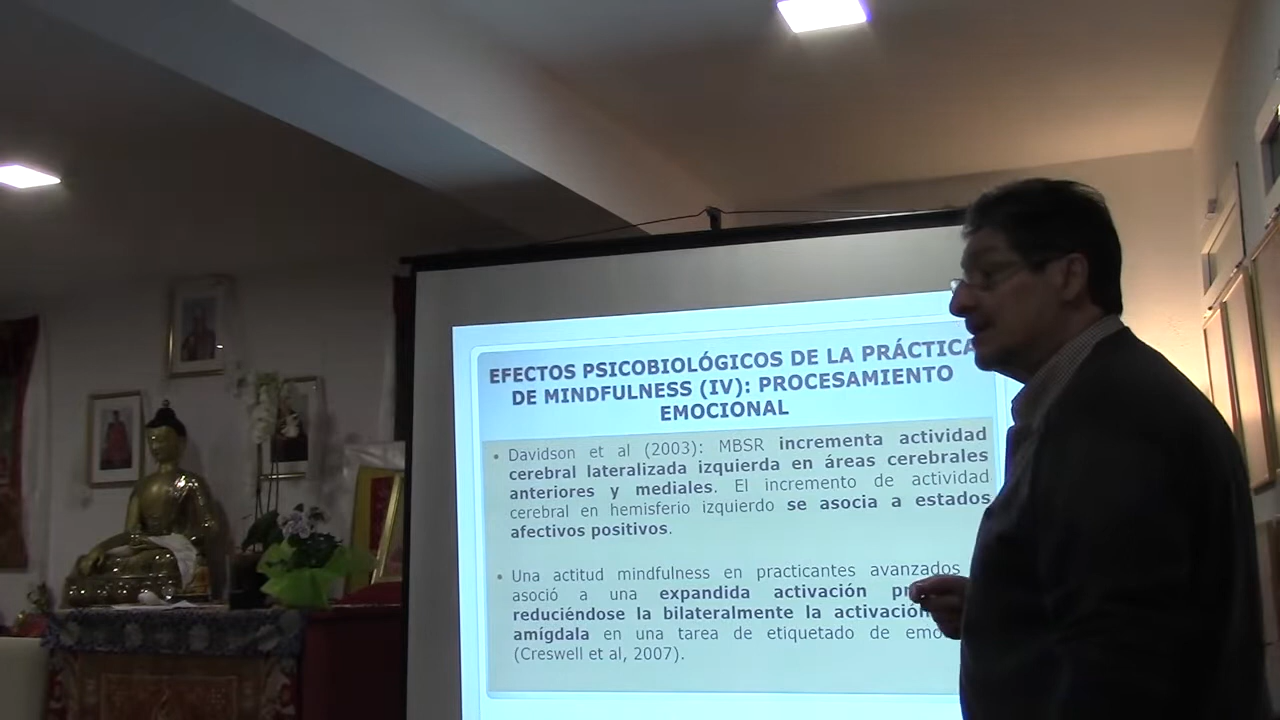 EFECTOS PSICOBIOLÓGICOS DE LA PRÁCTICA
DE MINDFULNESS (IV): PROCESAMIENTO
EMOCIONAL
• Davidson et al (2003): MBSR incrementa actividad
cerebral lateralizada izquierda en áreas cerebrales
anteriores y mediales. El incremento de actividad
cerebral en hemisferio izquierdo se asocia a estados
afectivos positivos.
• Una actitud mindfulness en practicantes avanzados
asoció a una expandida activación
reduciéndose la bilateralmente la activación
amígdala en una tarea de etiquetado de
(Creswell et al, 2007).